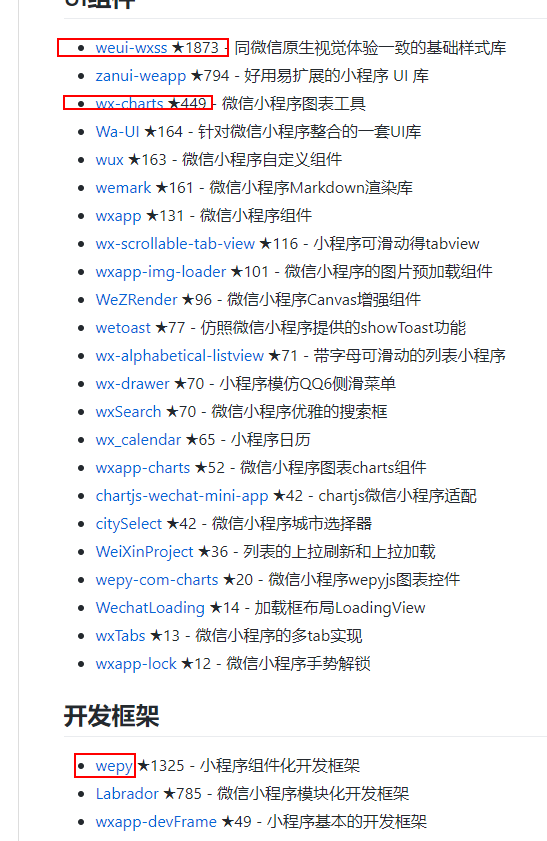 UI组件
weui-wxss ★1873 - 同微信原生视觉体验一致的基础样式库
zanui-weapp ★794 - 好用易扩展的小程序 UI 库
wx-charts ★449 - 微信小程序图表工具
Wa-UI ★164 - 针对微信小程序整合的一套UI库
wux ★163 - 微信小程序自定义组件
wemark ★161 - 微信小程序Markdown渲染库
wxapp ★131 - 微信小程序组件
wx-scrollable-tab-view ★116 - 小程序可滑动得tabview
wxapp-img-loader ★101 - 微信小程序的图片预加载组件
WeZRender ★96 - 微信小程序Canvas增强组件
wetoast ★77 - 仿照微信小程序提供的showToast功能
wx-alphabetical-listview ★71 - 带字母可滑动的列表小程序
wx-drawer ★70 - 小程序模仿QQ6侧滑菜单
wxSearch ★70 - 微信小程序优雅的搜索框
wx_calendar ★65 - 小程序日历
wxapp-charts ★52 - 微信小程序图表charts组件
chartjs-wechat-mini-app ★42 - chartjs微信小程序适配
citySelect ★42 - 微信小程序城市选择器
WeiXinProject ★36 - 列表的上拉刷新和上拉加载
wepy-com-charts ★20 - 微信小程序wepyjs图表控件
WechatLoading ★14 - 加载框布局LoadingView
wxTabs ★13 - 微信小程序的多tab实现
wxapp-lock ★12 - 微信小程序手势解锁
开发框架
wepy ★1325 - 小程序组件化开发框架
Labrador ★785 - 微信小程序模块化开发框架
wxapp-devFrame ★49 - 小程序基本的开发框架